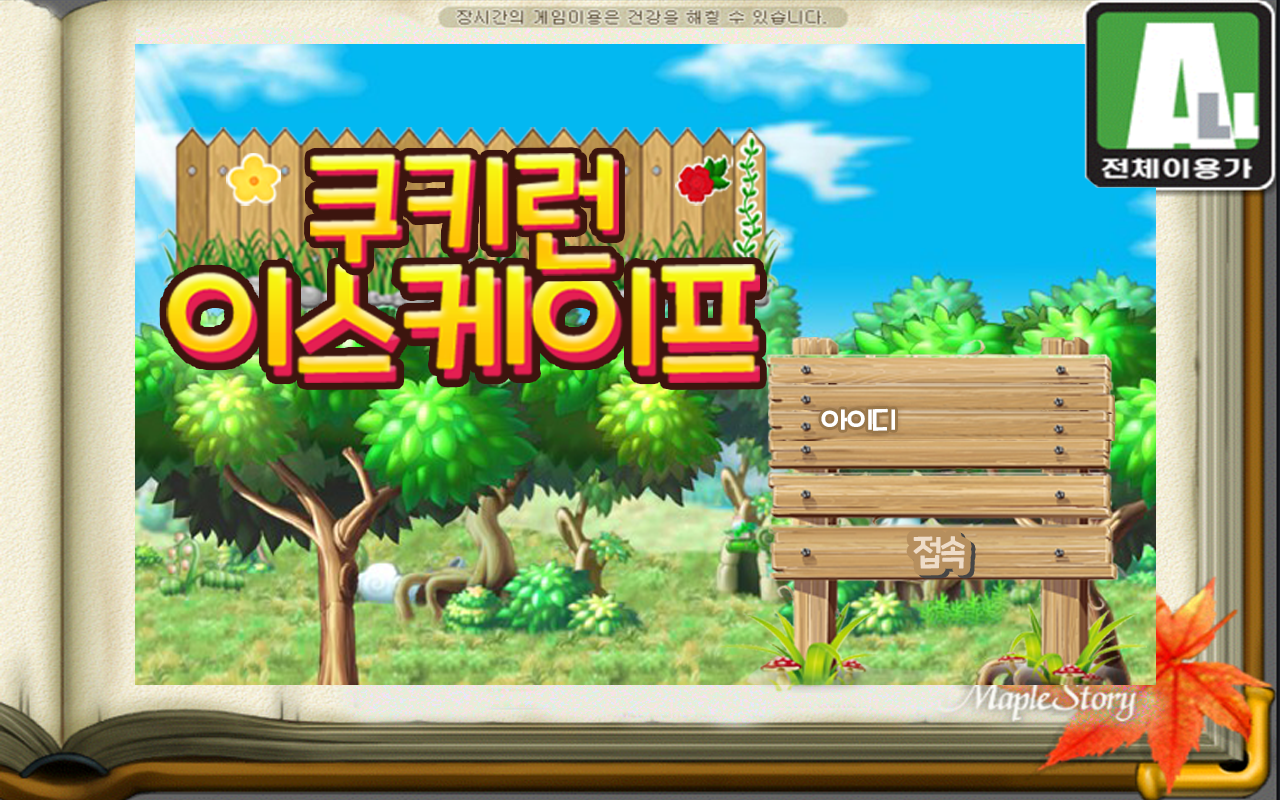 장시간의 게임이용은 건강을 해칠 수 있습니다.
ALL
전체이용가
쿠키런
이스케이프
아이디
접속
MapleStory